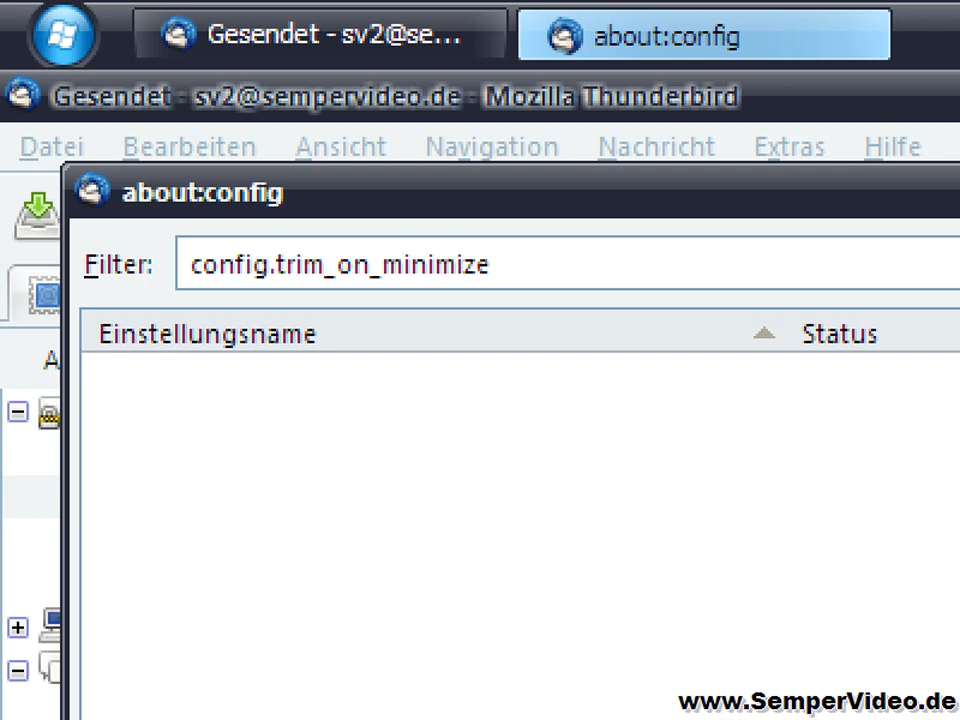 Gesendet - sv2@se...
about:config
Gesendet - sv2@sempervideo.de - Mozilla Thunderbird
Datei Bearbeiten Ansicht Navigation Nachricht Extras Hilfe
about:config
Filter: config.trim_on_minimize
Einstellungsname Status
A
www.SemperVideo.de